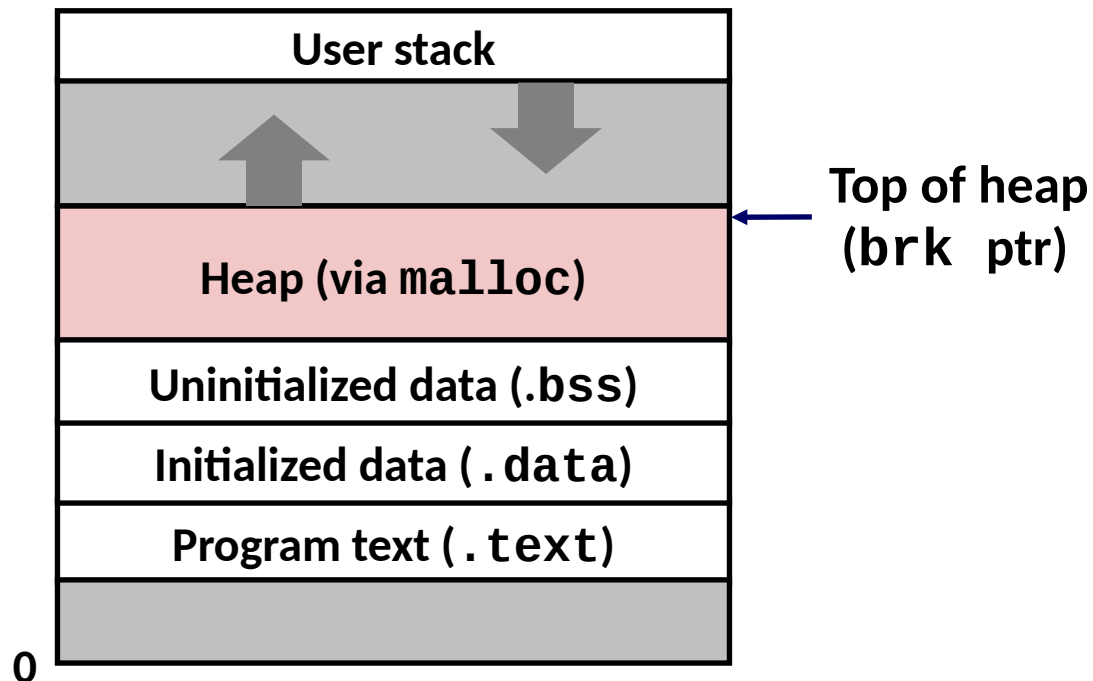 User stack
Top of heap
(brk ptr)
Heap (via malloc)
Uninitialized data (.bss)
Initialized data (.data)
Program text (.text)
0